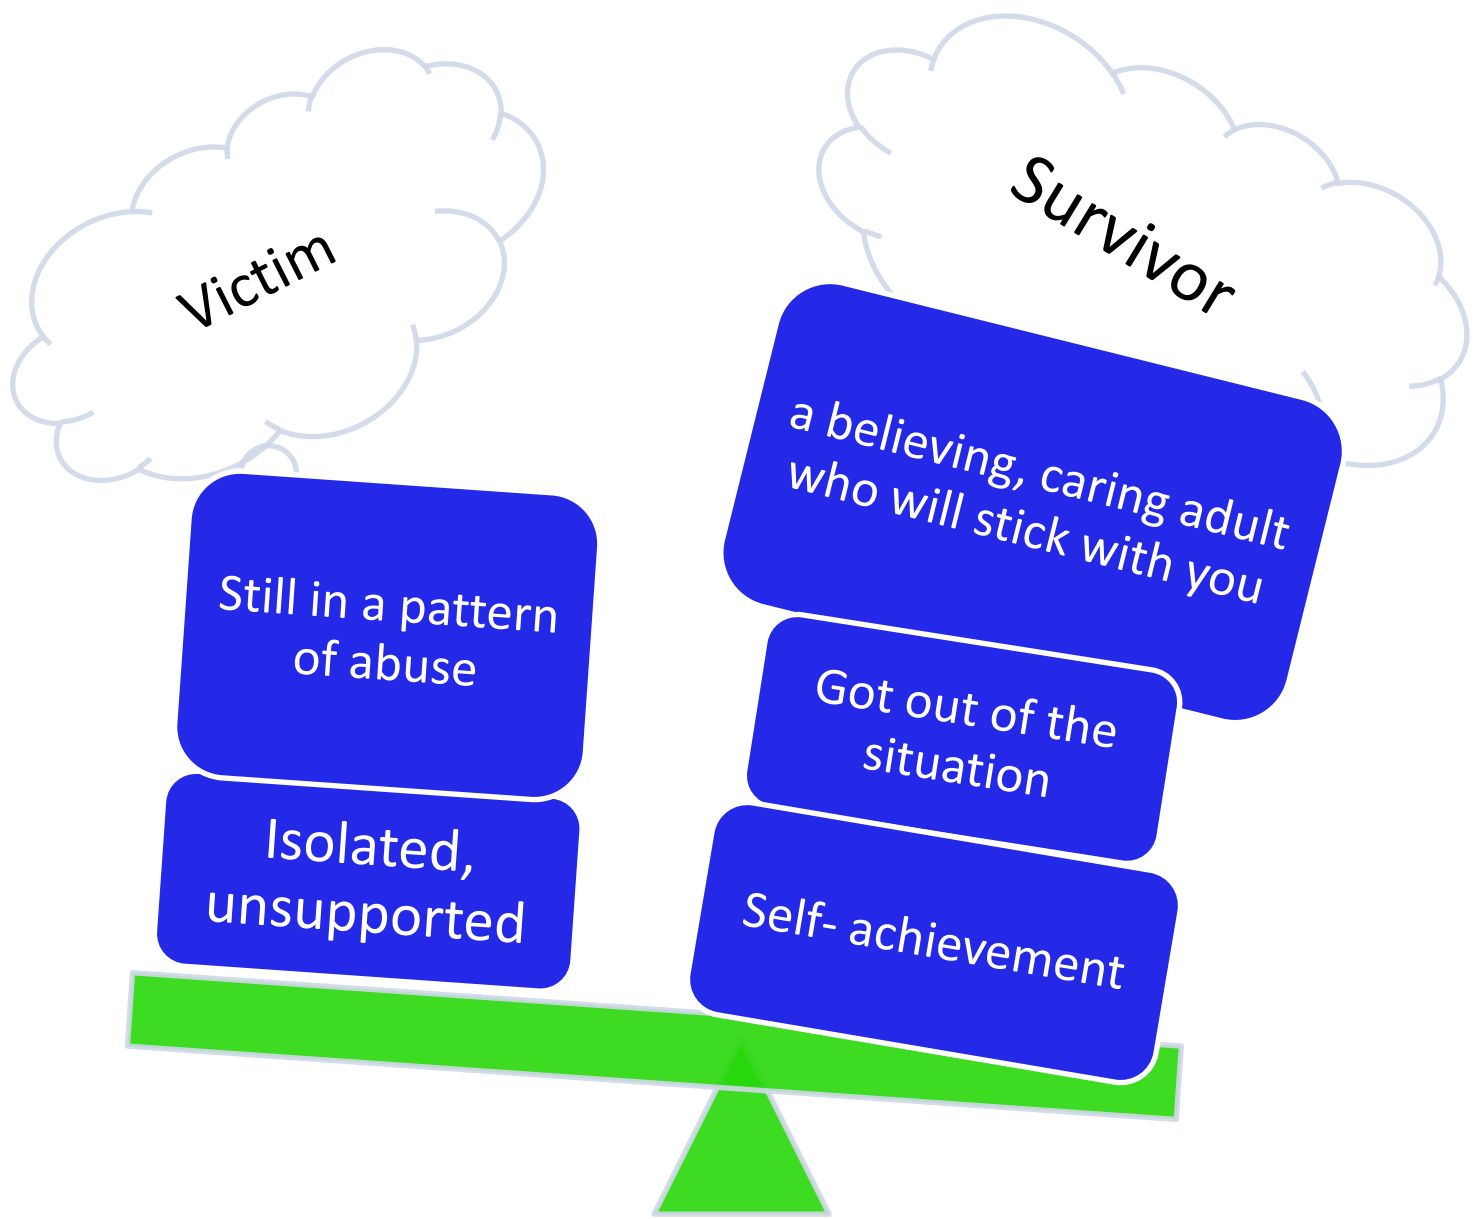 Victim
Still in a pattern
of abuse
Isolated,
unsupported
Survivor
a believing, caring adult
who will stick with you
Got out of the
situation
Self- achievement